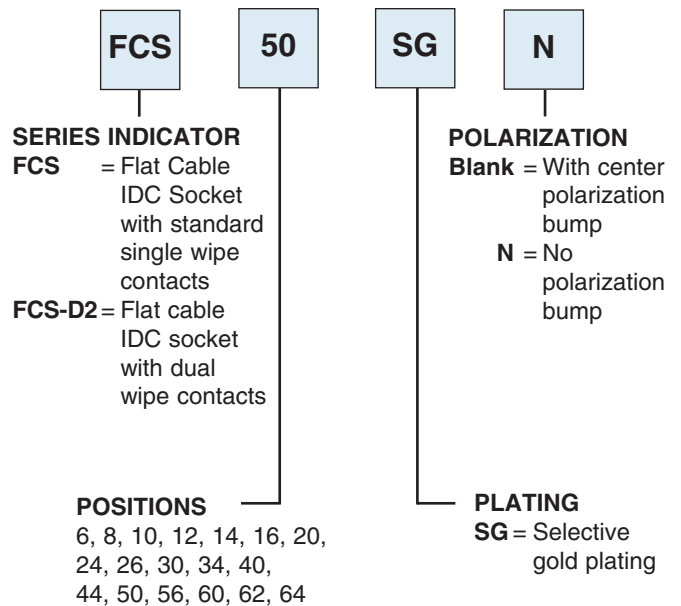 FCS 50 SG N
SERIES INDICATOR
FCS = Flat Cable
IDC Socket
with standard
single wipe
contacts
FCS-D2 = Flat cable
IDC socket
with dual
wipe contacts
POLARIZATION
Blank = With center
polarization
bump
N = No
polarization
bump
POSITIONS
6, 8, 10, 12, 14, 16, 20,
24, 26, 30, 34, 40,
44, 50, 56, 60, 62, 64
PLATING
SG = Selective
gold plating